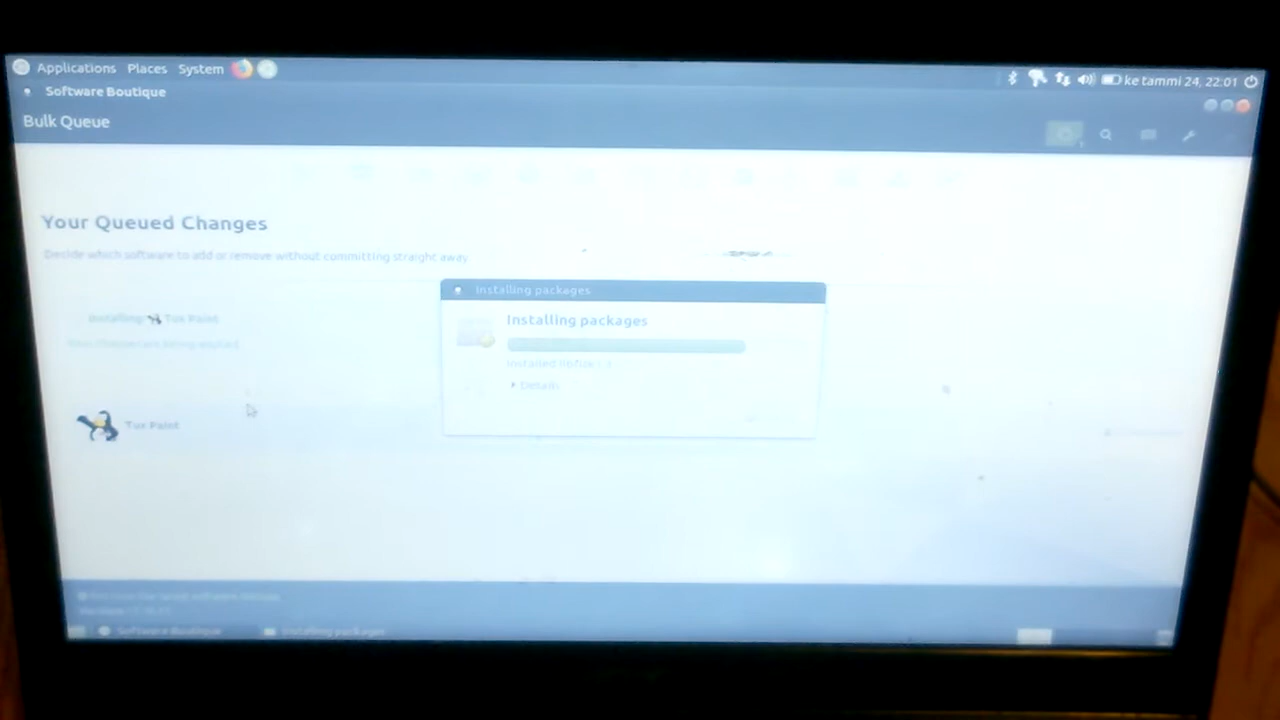 Applications Places System
ke tammi 24, 22:01
Software Boutique
Bulk Queue
Your Queued Changes
Decide which software to add or remove without committing straight away
Installing packages
Installing packages
Installing: Tux Paint
Installed
Details
Tux Paint
Software Boutique
Installing packages